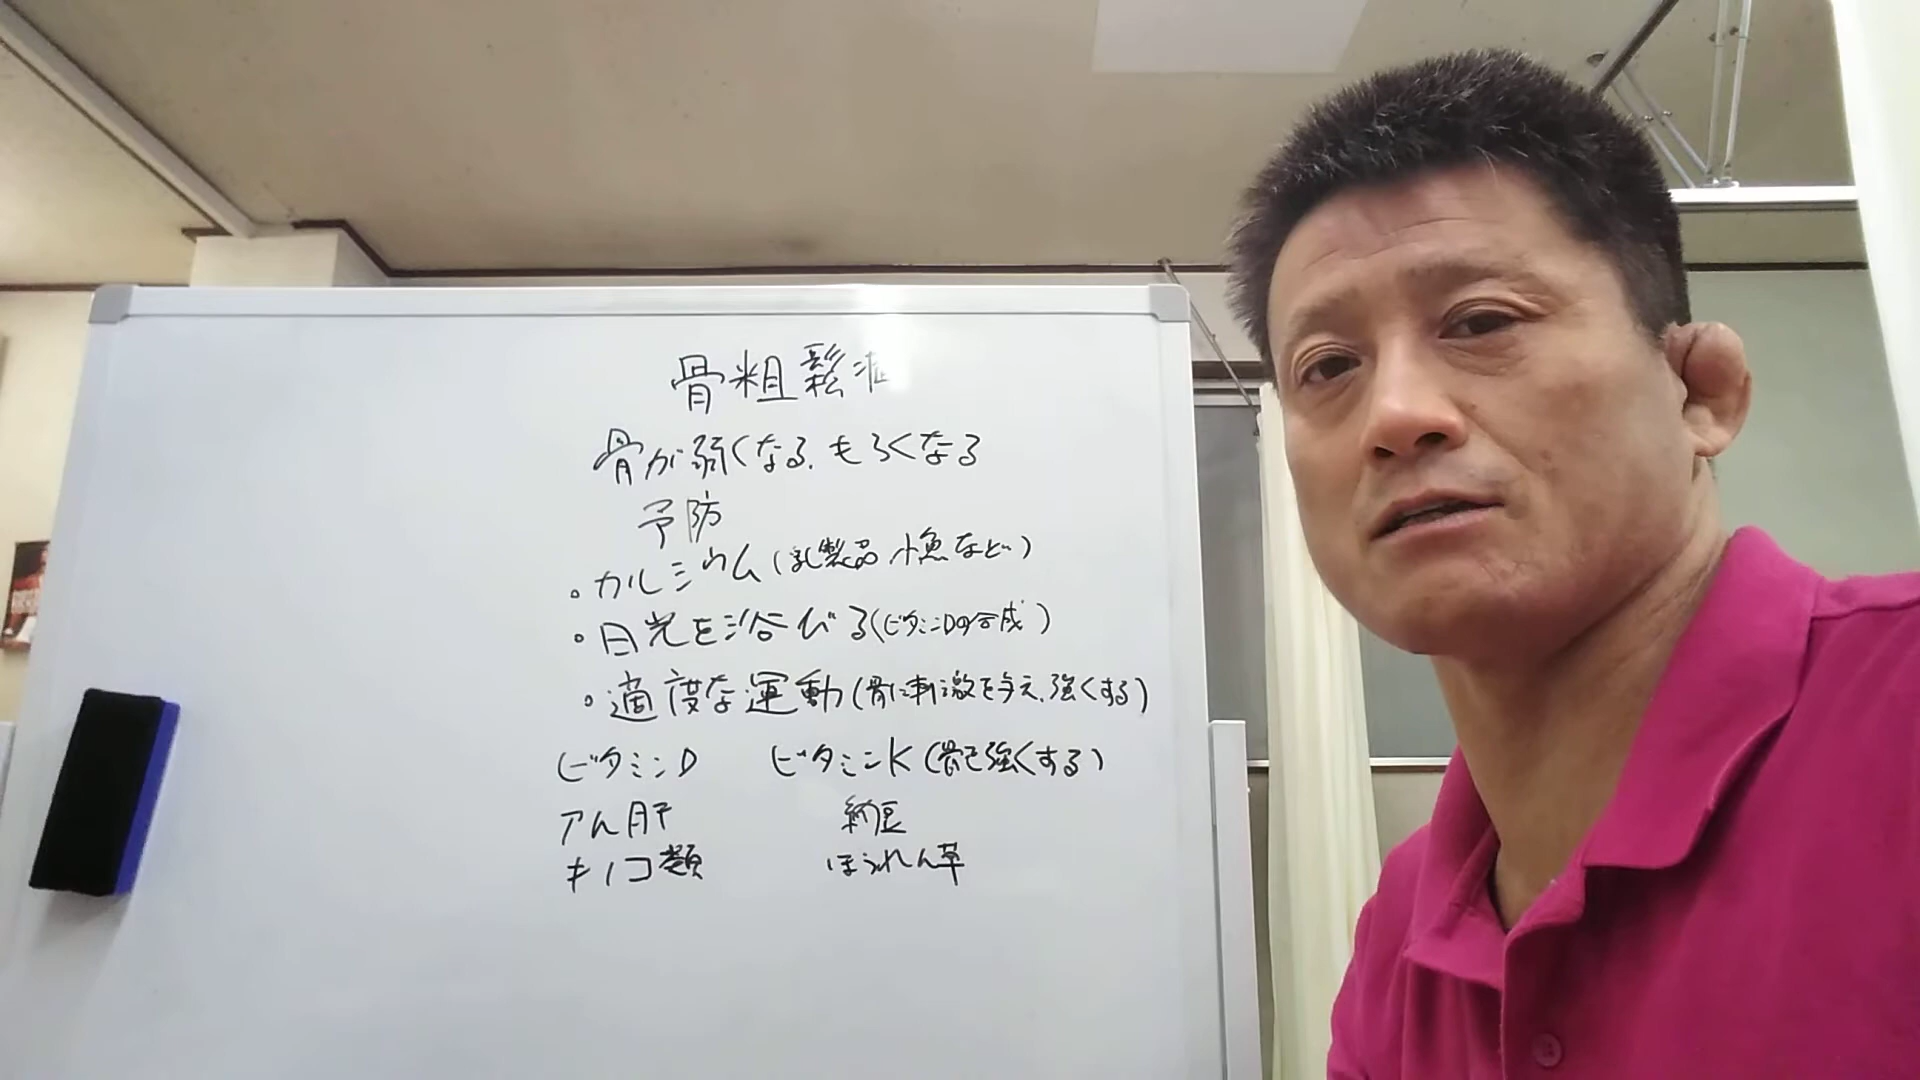 骨粗鬆症
骨が弱くなる、もろくなる
予防
・カルシウム(乳製品、小魚など)
・日光を浴びる(ビタミンDの合成)
・適度な運動(骨に刺激を与え、強くする)
ビタミンD ビタミンK(骨を強くする)
アん肝 納豆
キノコ類 ほうれん草